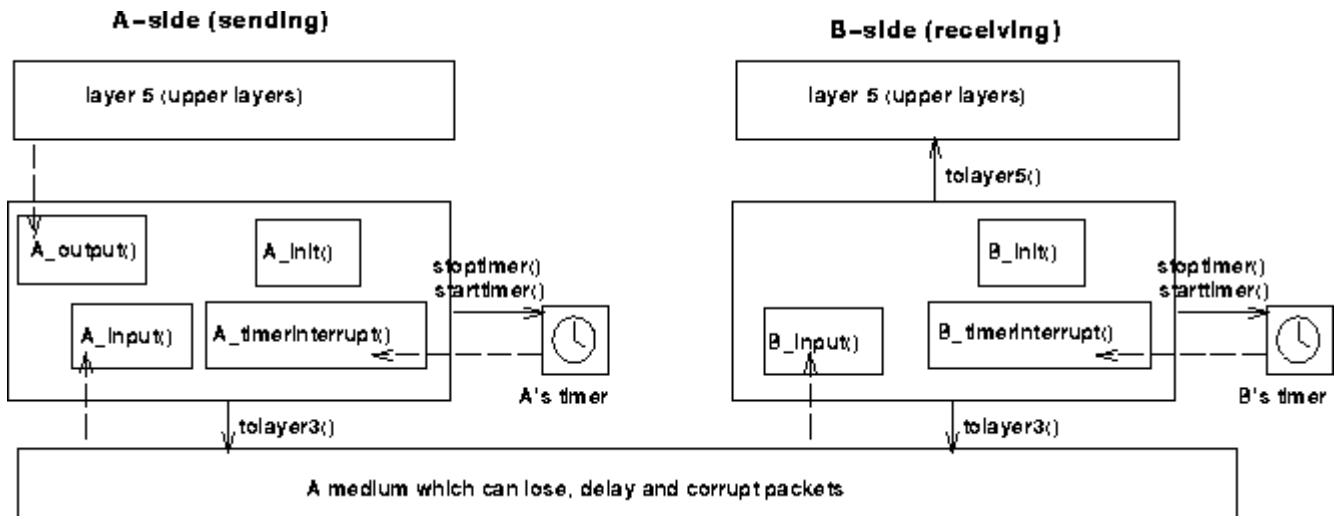 A-side (sending)
B-side (receiving)
layer 5 (upper layers)
layer 5 (upper layers)
tolayer5()
A_output()
A_init()
B_init()
stoptimer()
starttimer()
stoptimer()
starttimer()
A_input()
A_timerinterrupt()
B_input()
B_timerinterrupt()
A's timer
B's timer
tolayer3()
tolayer3()
A medium which can lose, delay and corrupt packets